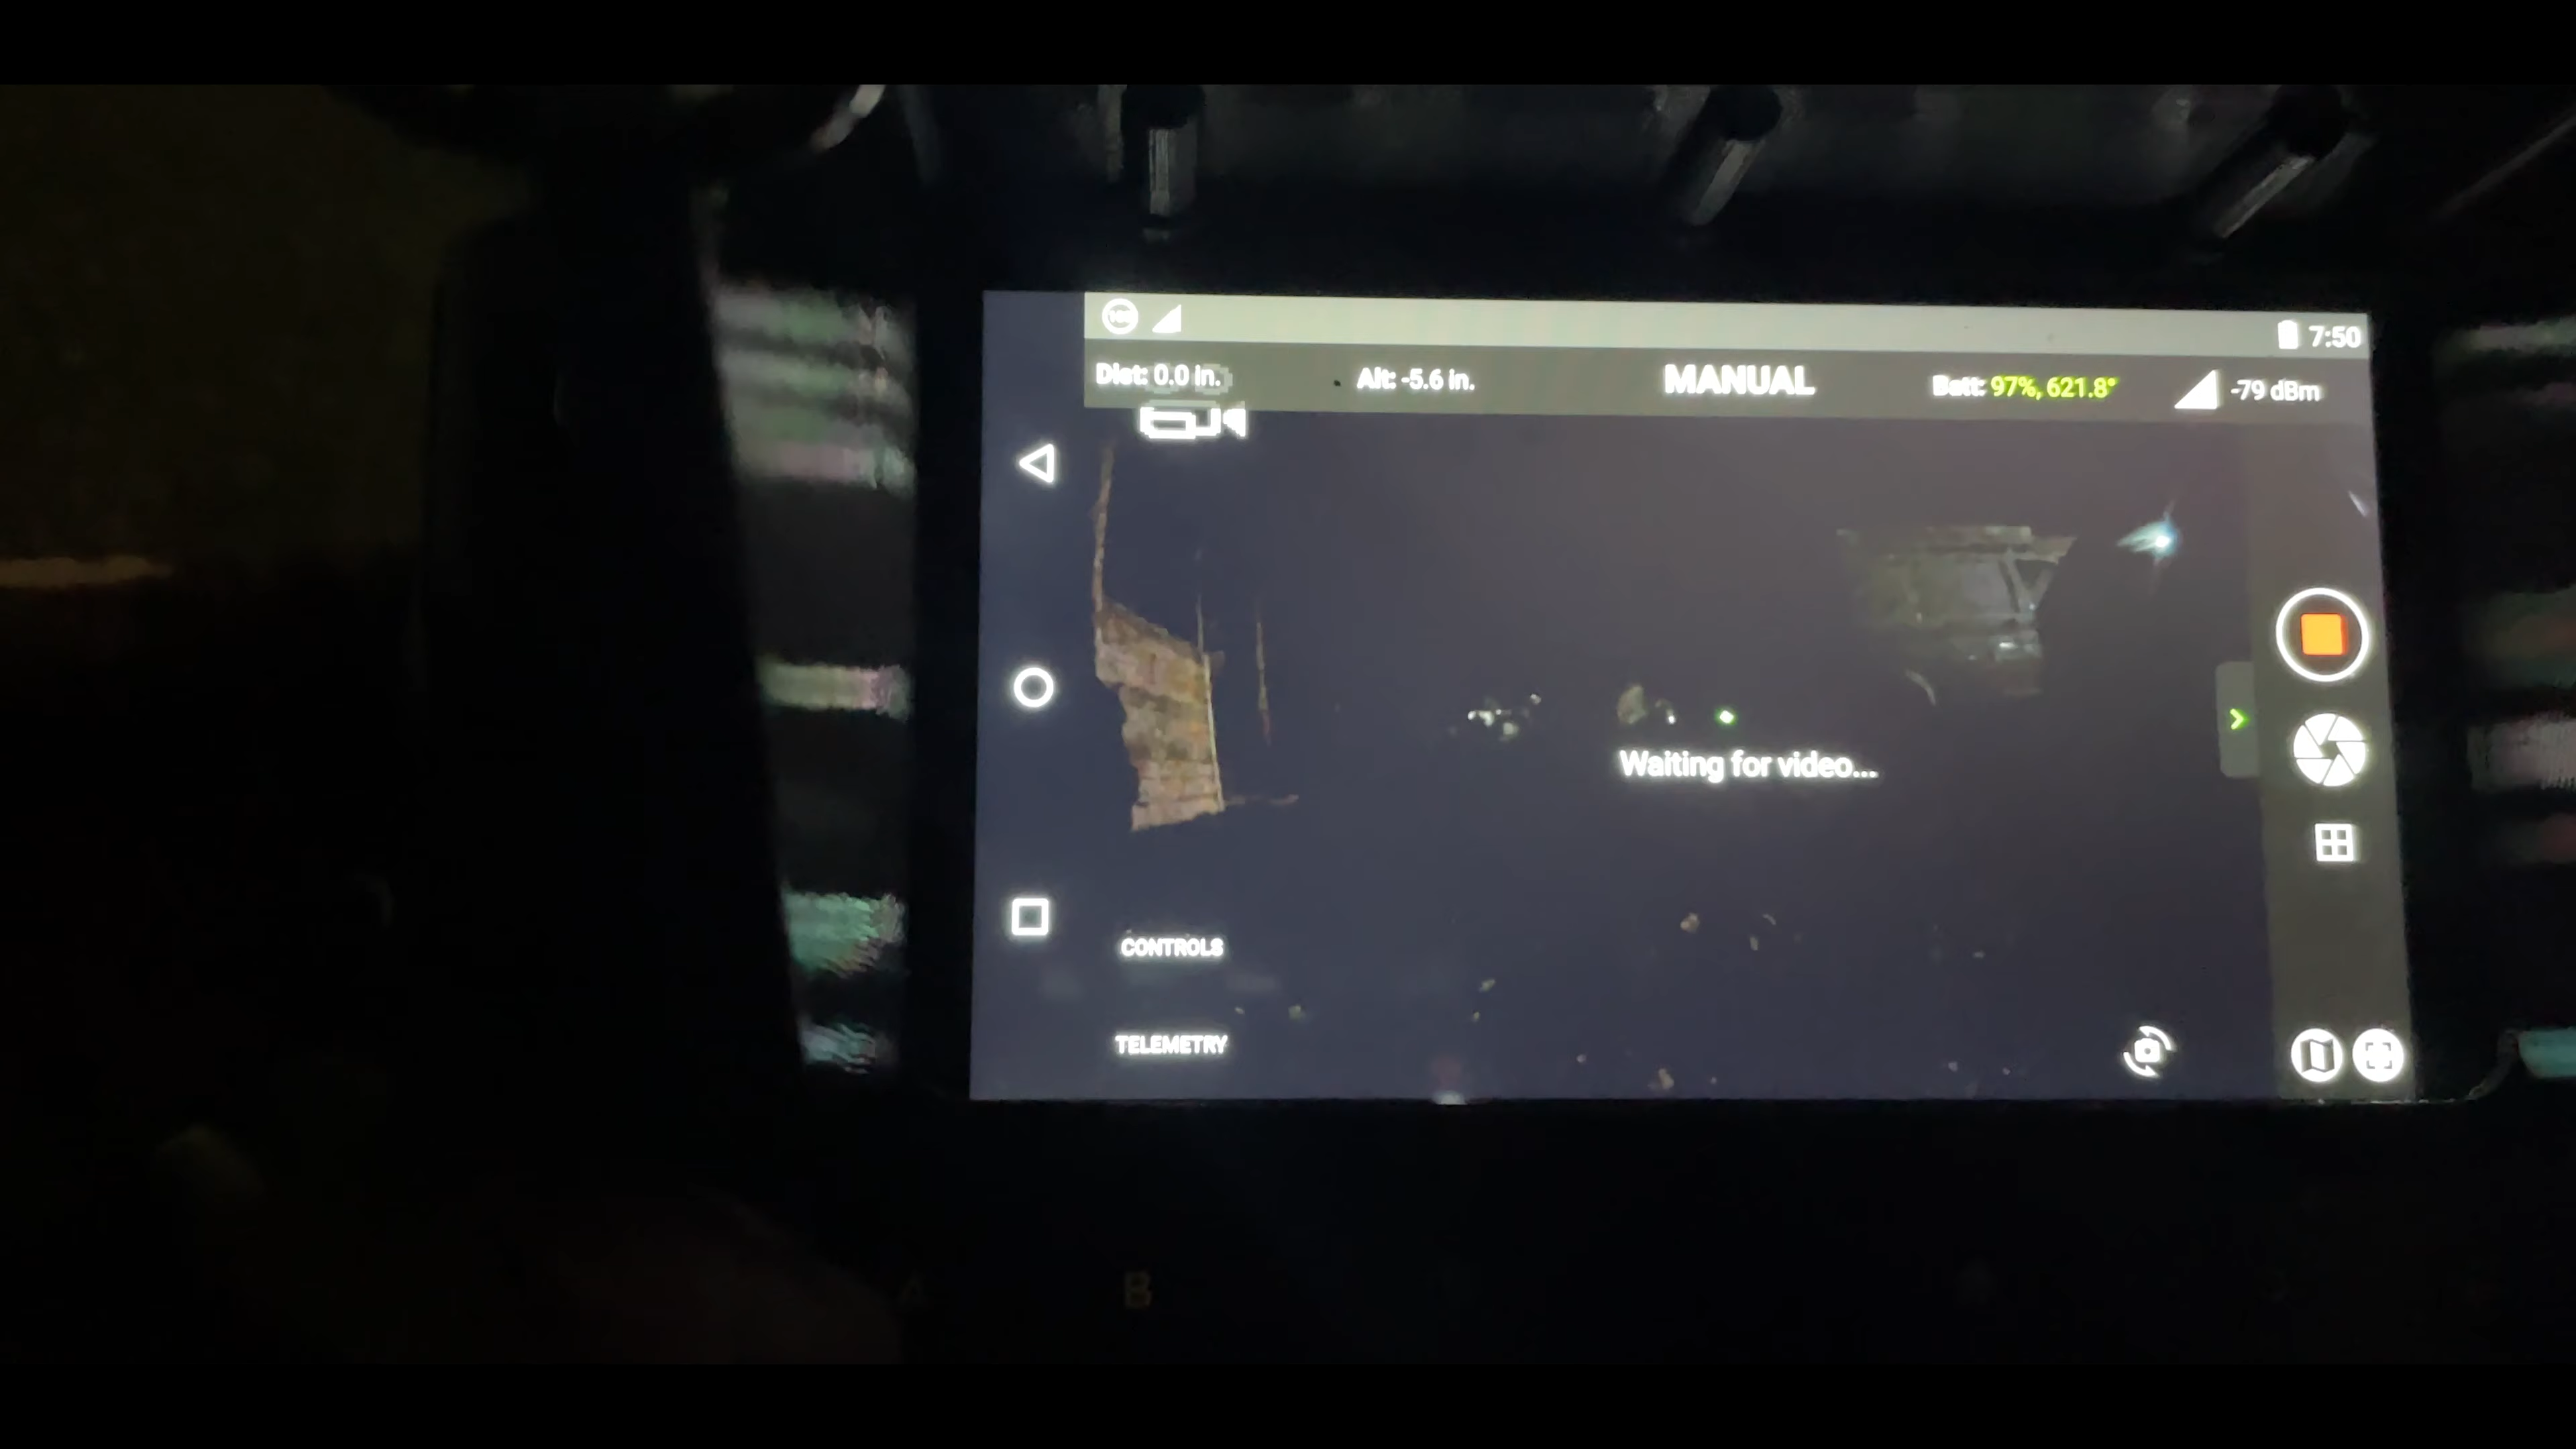 7:50
Dist: 0.0 in. Alt: -5.6 in. MANUAL Batt: 97%, 621.8° -79 dBm
Waiting for video...
CONTROLS
TELEMETRY
B